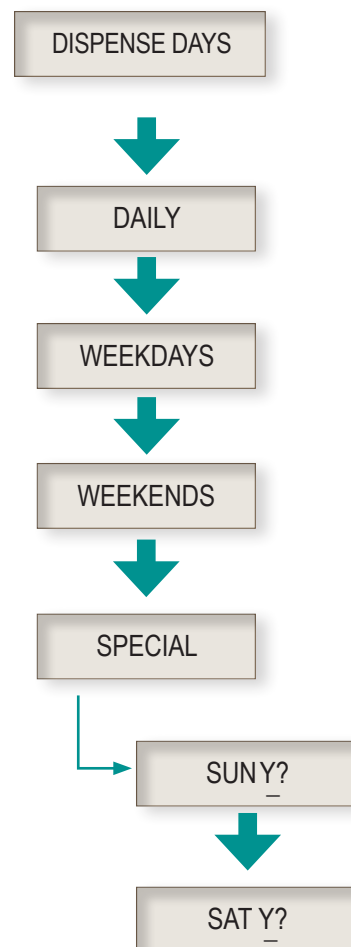 DISPENSE DAYS
DAILY
WEEKDAYS
WEEKENDS
SPECIAL
SUN Y?
SAT Y?